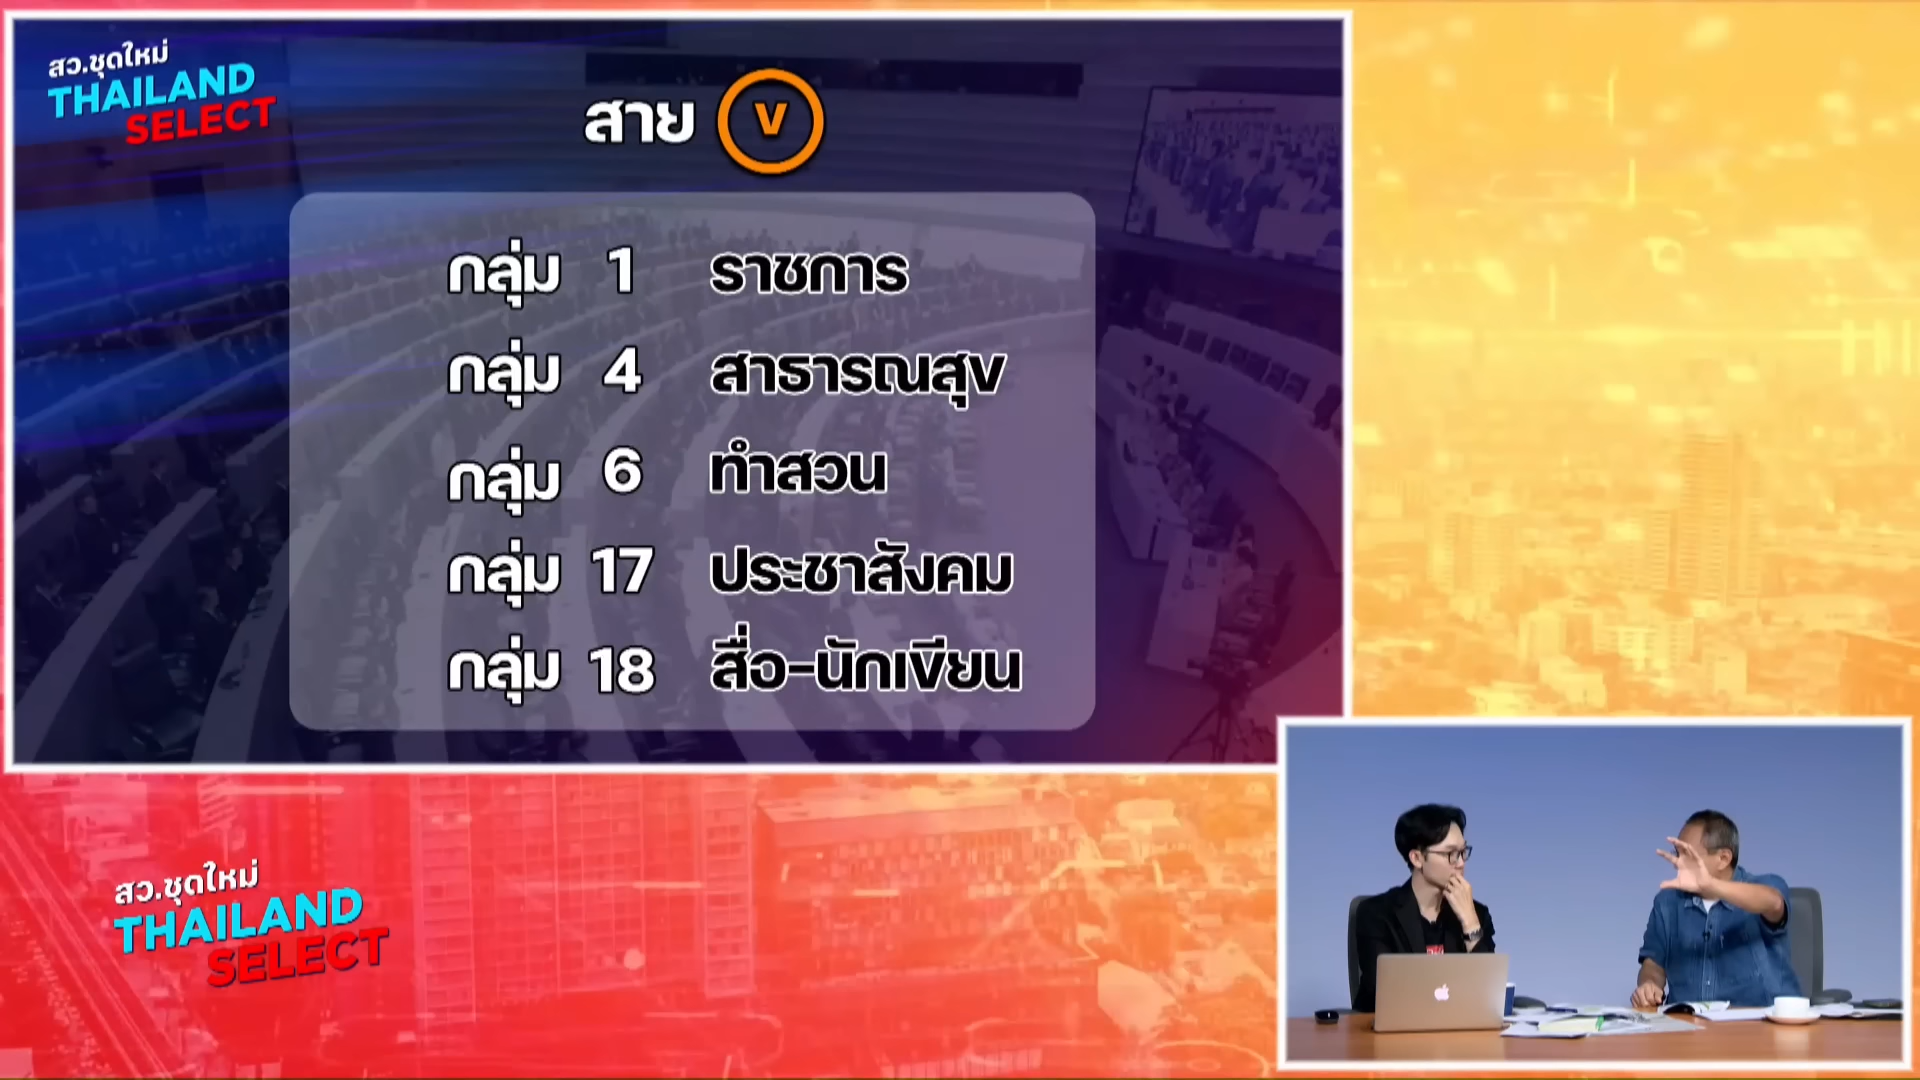 สว.ชุดใหม่
THAILAND
SELECT
สาย ข
กลุ่ม 1 ราชการ
กลุ่ม 4 สาธารณสุข
กลุ่ม 6 ทำสวน
กลุ่ม 17 ประชาสังคม
กลุ่ม 18 สื่อ-นักเขียน
สว.ชุดใหม่
THAILAND
SELECT